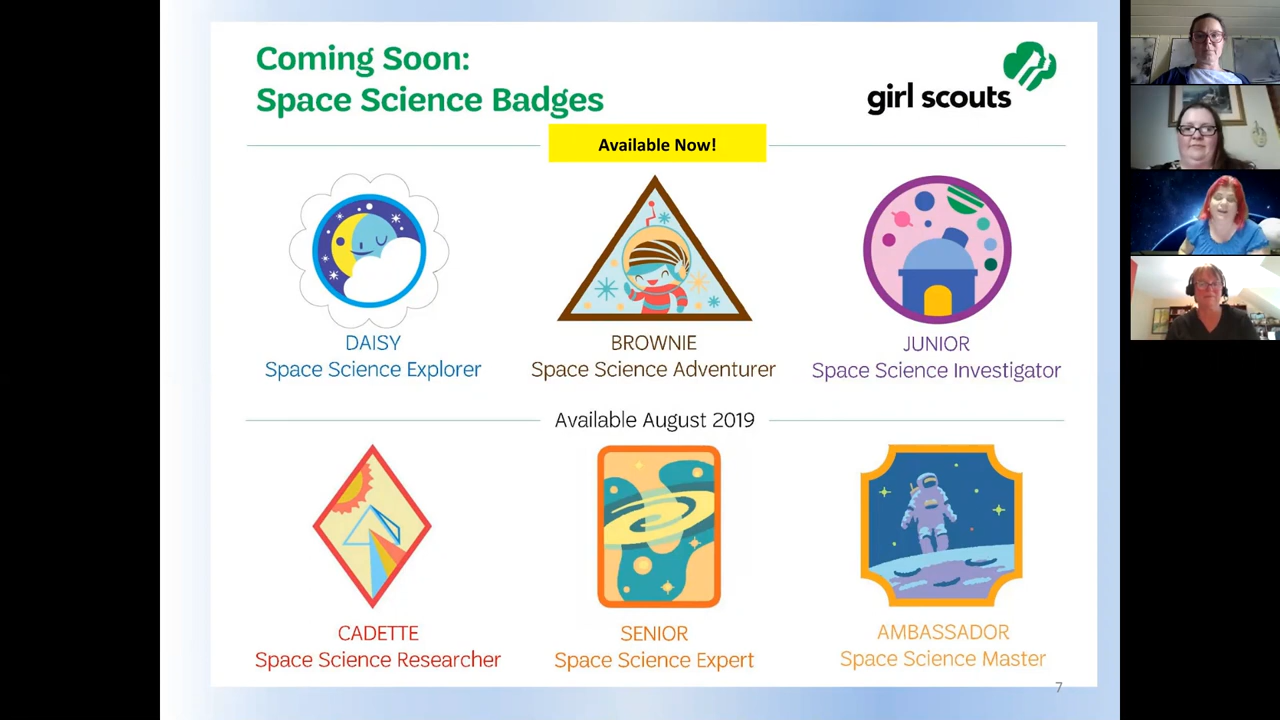 Coming Soon:
Space Science Badges
girl scouts
Available Now!
DAISY
Space Science Explorer
BROWNIE
Space Science Adventurer
JUNIOR
Space Science Investigator
Available August 2019
CADETTE
Space Science Researcher
SENIOR
Space Science Expert
AMBASSADOR
Space Science Master
7